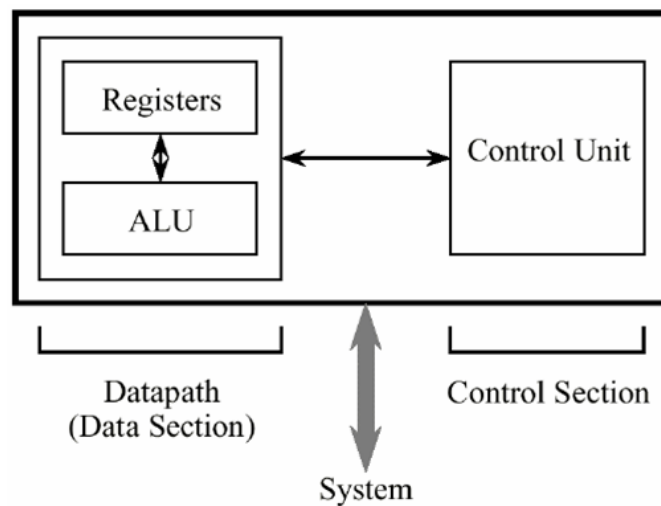 Registers
ALU
Control Unit
Datapath
(Data Section)
Control Section
System